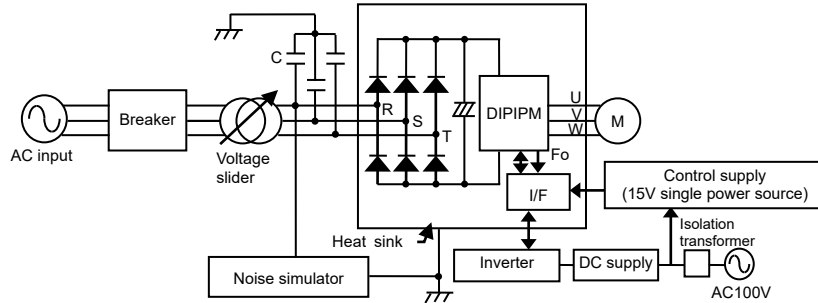 C
AC input
Breaker
Voltage
slider
R
S
T
DIPIPM
U
V
W
M
Fo
I/F
Control supply
(15V single power source)
Heat sink
Isolation
transformer
Noise simulator
Inverter
DC supply
AC100V